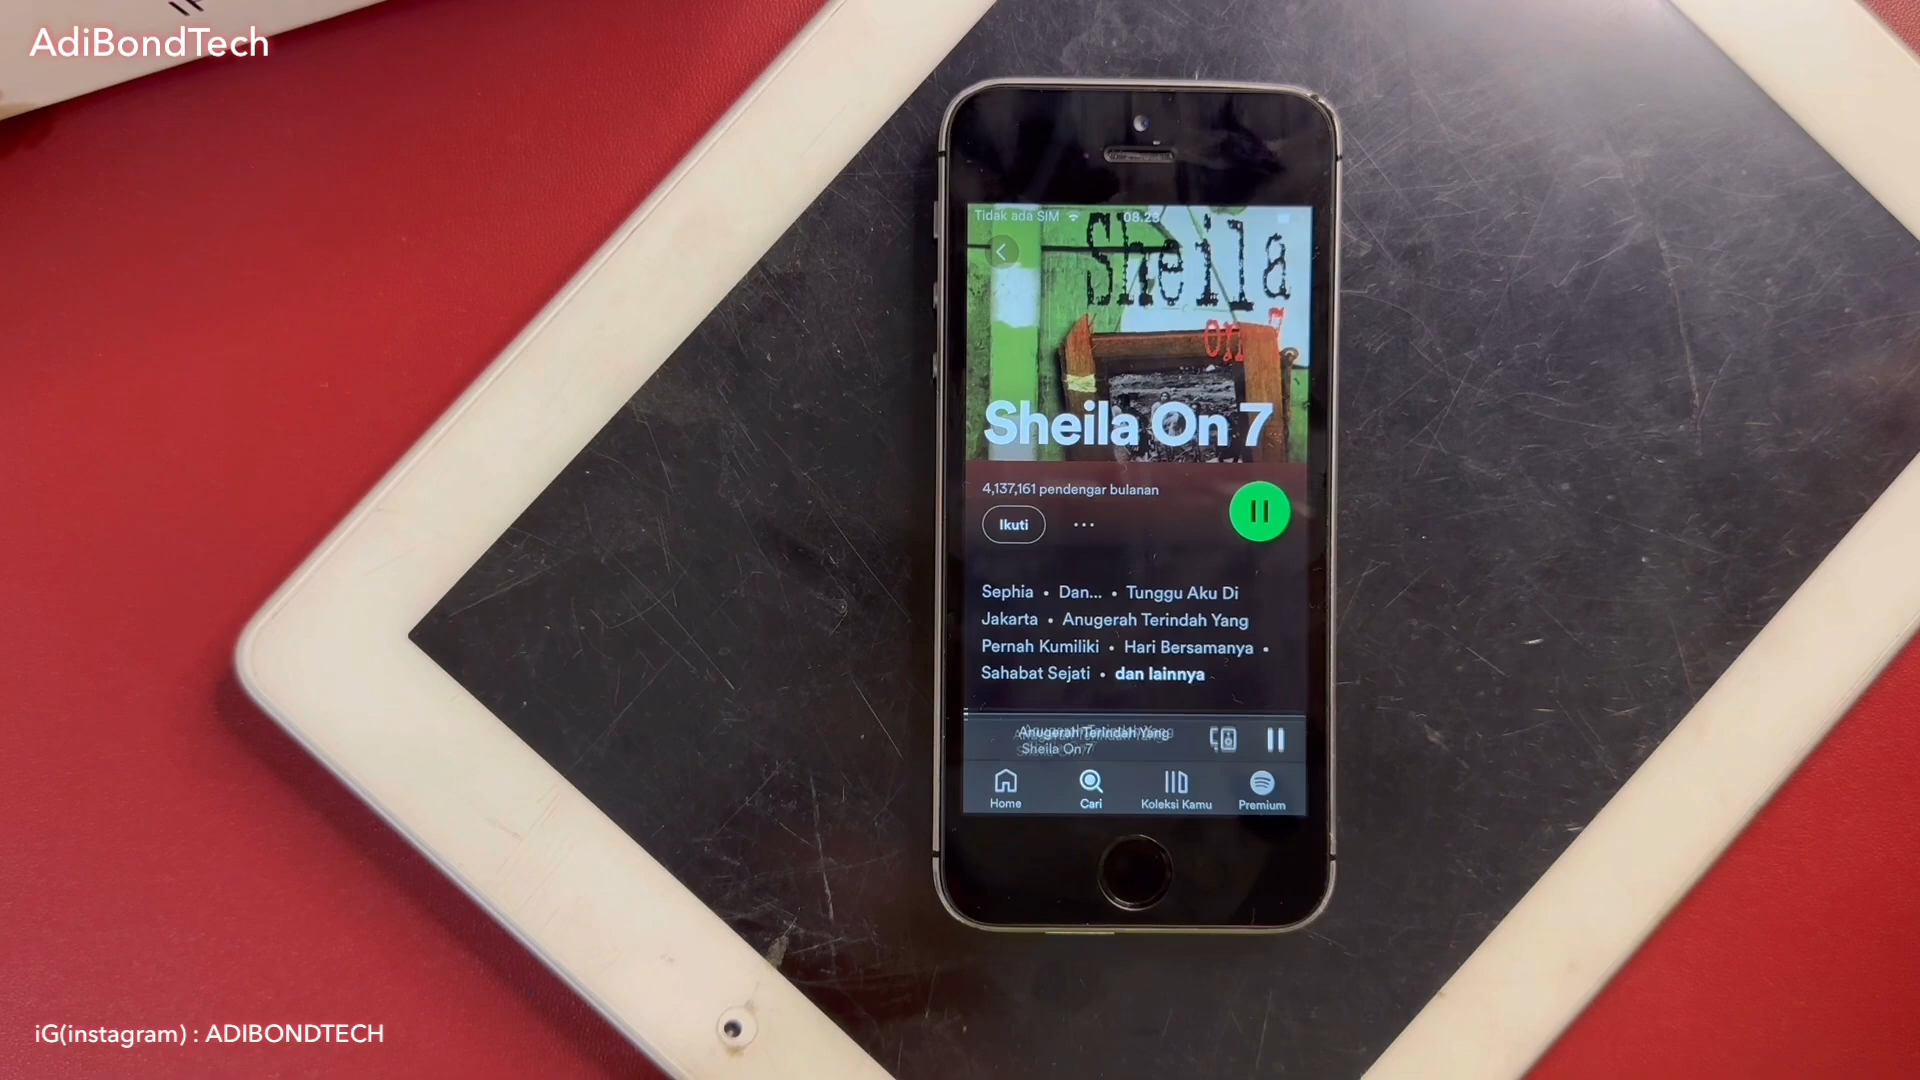 AdiBondTech
Tidak ada SIM 08.23
Sheila
on 7
Sheila On 7
4,137,161 pendengar bulanan
Ikuti
Sephia • Dan... • Tunggu Aku Di
Jakarta • Anugerah Terindah Yang
Pernah Kumiliki • Hari Bersamanya •
Sahabat Sejati • dan lainnya
Anugerah Terindah Yang
Sheila On 7
Home Cari Koleksi Kamu Premium
iG(instagram) : ADIBONDTECH